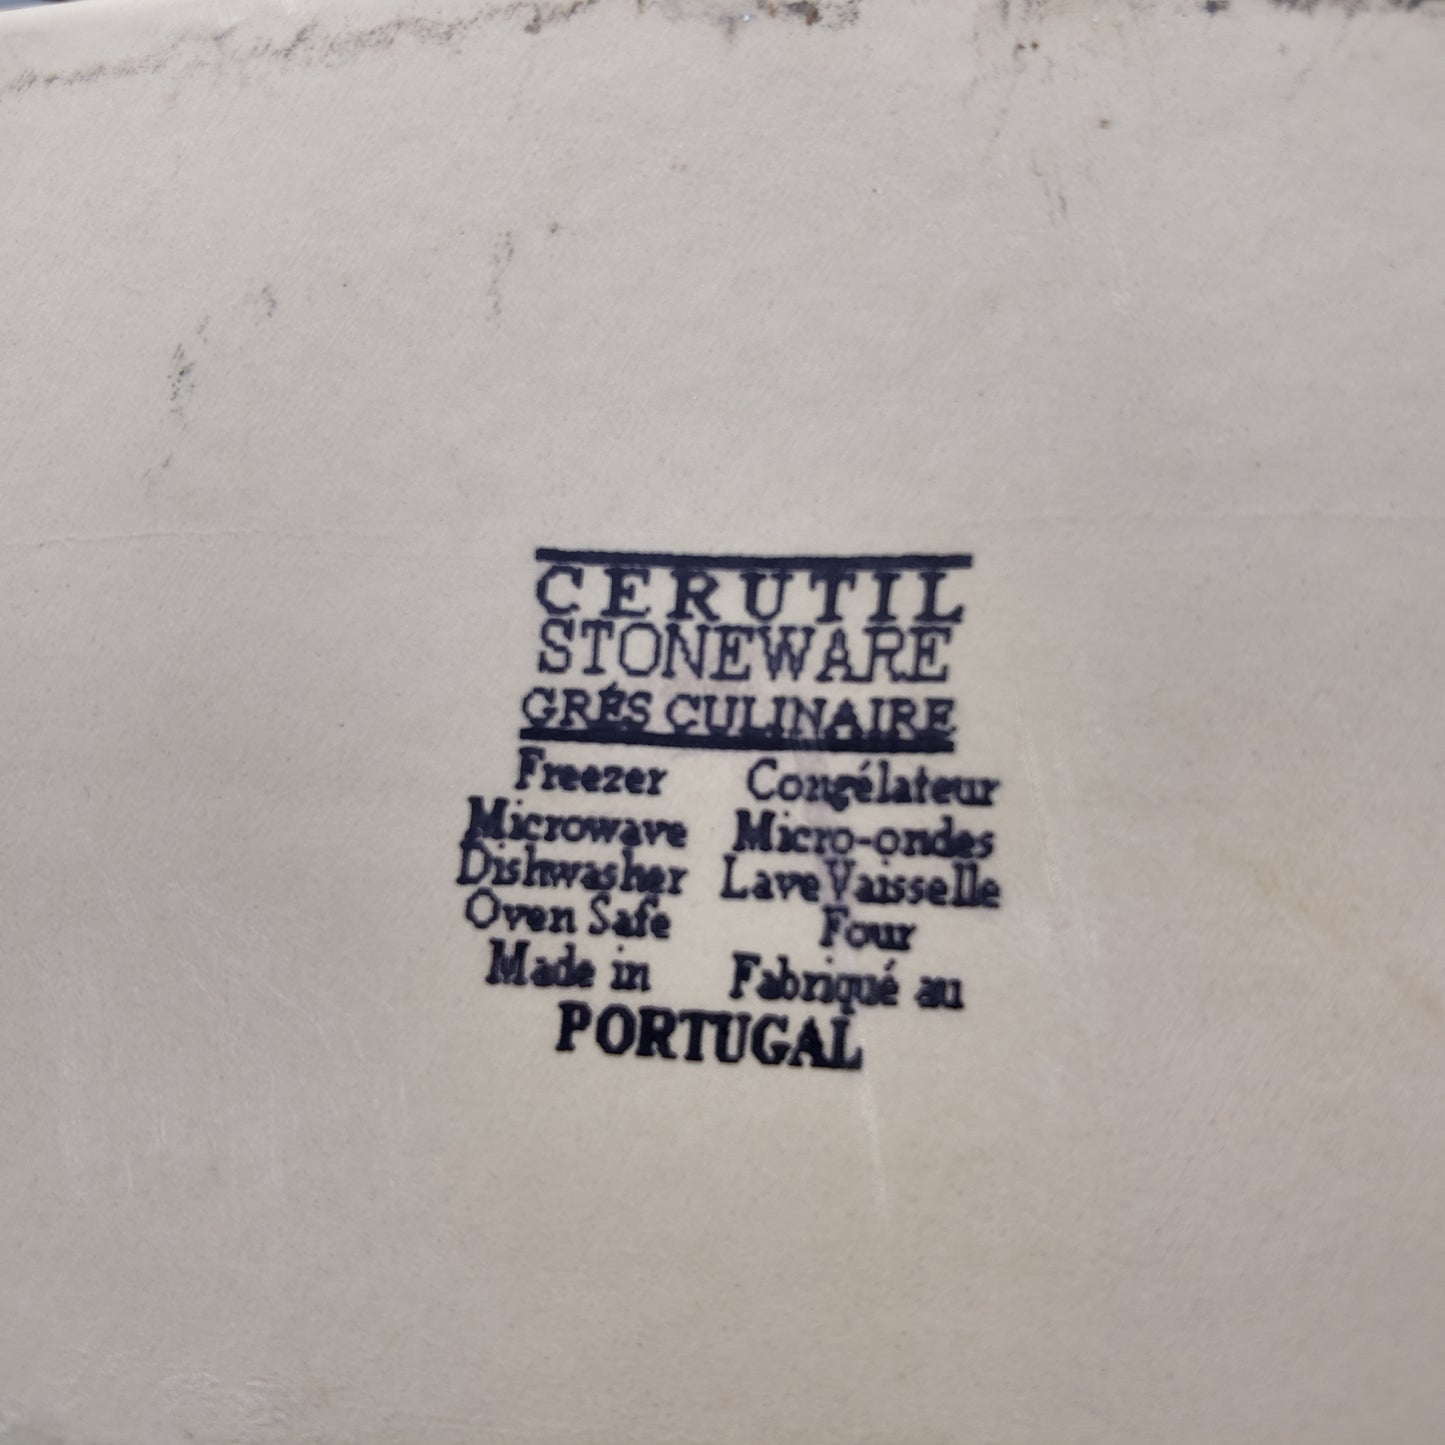 CERUTIL
STONEWARE
GRÉS CULINAIRE
Freezer Congélateur
Microwave Micro-ondes
Dishwasher Lave Vaisselle
Oven Safe Four
Made in Fabriqué au
PORTUGAL